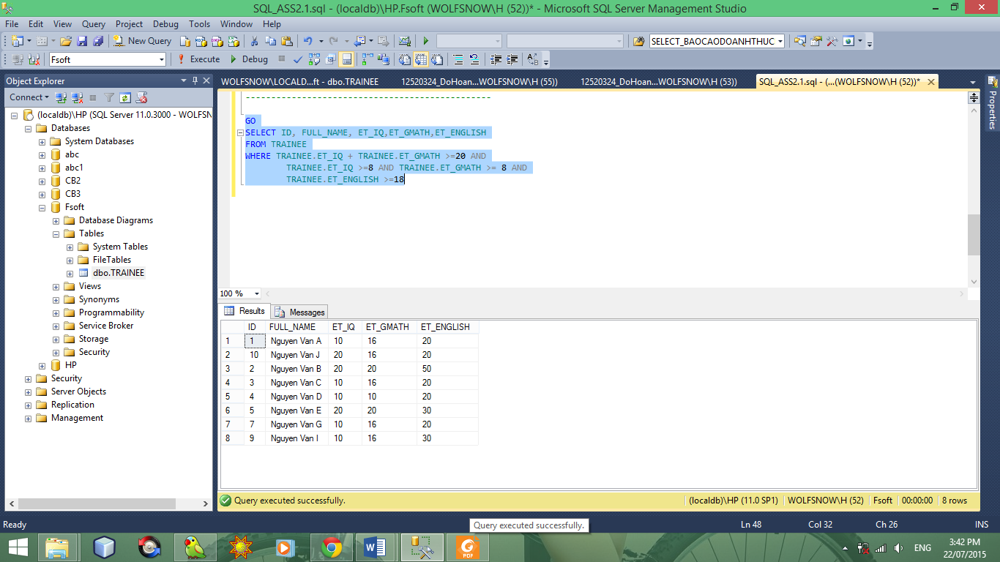 SQL_ASS2.1.sql - (localdb)\HP.Fsoft (WOLFSNOW\H (52))* - Microsoft SQL Server Management Studio
File Edit View Query Project Debug Tools Window Help
New Query SELECT_BAOCAODOANHTHUC
Fsoft Execute Debug
Object Explorer
Connect
(localdb)\HP (SQL Server 11.0.3000 - WOLFSN
Databases
System Databases
abc
abc1
CB2
CB3
Fsoft
Database Diagrams
Tables
System Tables
FileTables
dbo.TRAINEE
Views
Synonyms
Programmability
Service Broker
Storage
Security
HP
Security
Server Objects
Replication
Management
WOLFSNOW\LOCALD...ft - dbo.TRAINEE 12520324_DoHoan...WOLFSNOW\H (55)) 12520324_DoHoan...WOLFSNOW\H (53)) SQL_ASS2.1.sql - (...(WOLFSNOW\H (52))*
Properties
GO
SELECT ID, FULL_NAME, ET_IQ,ET_GMATH,ET_ENGLISH
FROM TRAINEE
WHERE TRAINEE.ET_IQ + TRAINEE.ET_GMATH >=20 AND
TRAINEE.ET_IQ >=8 AND TRAINEE.ET_GMATH >= 8 AND
TRAINEE.ET_ENGLISH >=18
100 %
Results Messages
ID FULL_NAME ET_IQ ET_GMATH ET_ENGLISH
1 1 Nguyen Van A 10 16 20
2 10 Nguyen Van J 20 16 20
3 2 Nguyen Van B 20 20 50
4 3 Nguyen Van C 10 16 20
5 4 Nguyen Van D 10 10 20
6 5 Nguyen Van E 20 20 30
7 7 Nguyen Van G 10 16 20
8 9 Nguyen Van I 10 16 30
Query executed successfully. (localdb)\HP (11.0 SP1) WOLFSNOW\H (52) Fsoft 00:00:00 8 rows
Ready Query executed successfully. Ln 48 Col 32 Ch 26 INS
PDF
ENG 3:42 PM
22/07/2015